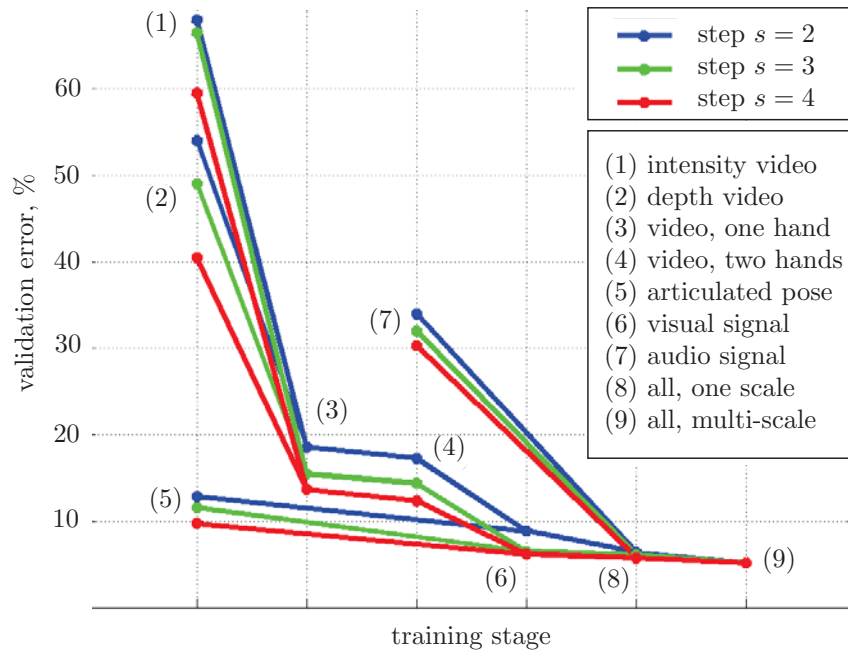 (1)
60
50
(2)
40
(7)
30
(3)
20
(4)
(5)
10
(6)
(8)
(9)
validation error, %
training stage
step s = 2
step s = 3
step s = 4
(1) intensity video
(2) depth video
(3) video, one hand
(4) video, two hands
(5) articulated pose
(6) visual signal
(7) audio signal
(8) all, one scale
(9) all, multi-scale